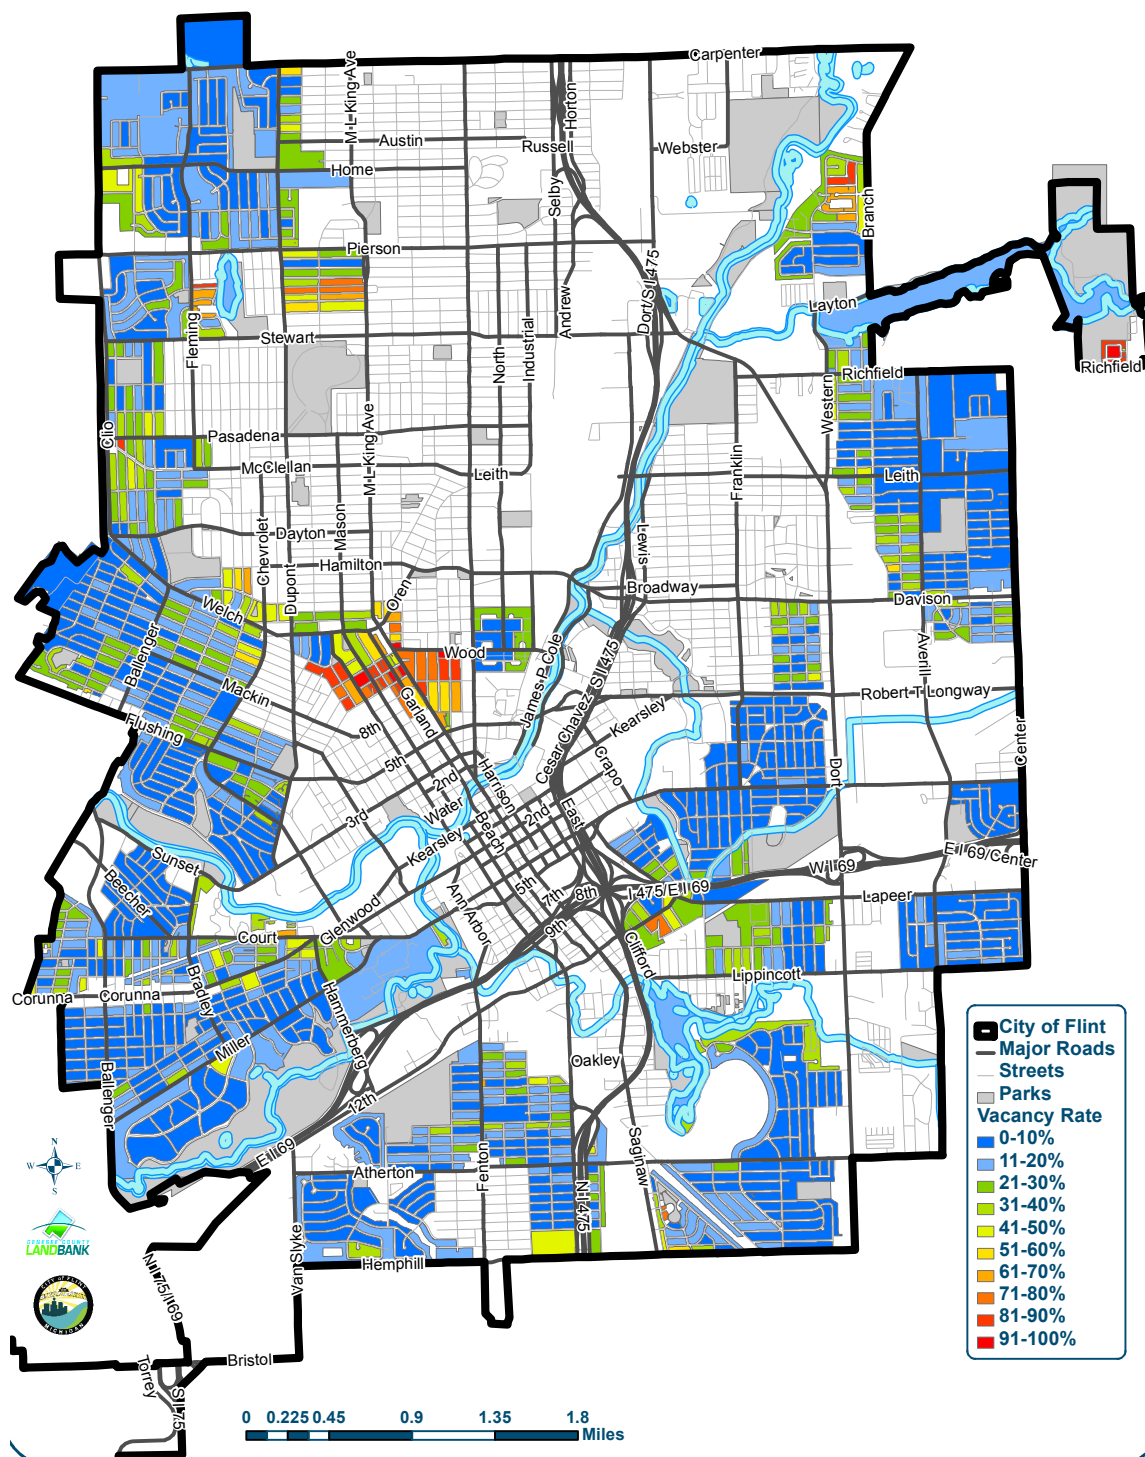 Carpenter
M-L-King-Ave
Horton
Austin
Russell
Webster
Home
Selby
Branch
Pierson
Dort/S I 475
Layton
Andrew
Fleming
Stewart
North
Industrial
Richfield
Richfield
Western
Clio
Pasadena
M-L-King Ave
McClellan
Leith
Franklin
Leith
Chevrolet
Mason
Dayton
Lewis
Hamilton
Dupont
Oren
Broadway
Davison
Welch
Ballenger
Wood
James P Cole
S I 475
Averill
Mackin
Garland
Robert T Longway
Flushing
8th
Kearsley
Cesar Chavez
Center
5th
Crapo
2nd
Harrison
Dort
Water
3rd
2nd
East
Beach
Kearsley
Sunset
W I 69
E I 69/Center
Beecher
5th
7th
8th
I 475/E I 69
Lapeer
Ann Arbor
Glenwood
9th
Court
Clifford
Bradley
Lippincott
Corunna
Corunna
Hammerberg
Miller
Oakley
Ballenger
12th
E I 69
Saginaw
Atherton
Fenton
N I 475
Van Slyke
Hemphill
N I 75/I 69
Bristol
Torrey
S I 75
City of Flint
Major Roads
Streets
Parks
Vacancy Rate
0-10%
11-20%
21-30%
31-40%
41-50%
51-60%
61-70%
71-80%
81-90%
91-100%
N
W E
S
GENESEE COUNTY
LANDBANK
CITY of FLINT
MICHIGAN
0 0.225 0.45 0.9 1.35 1.8
Miles